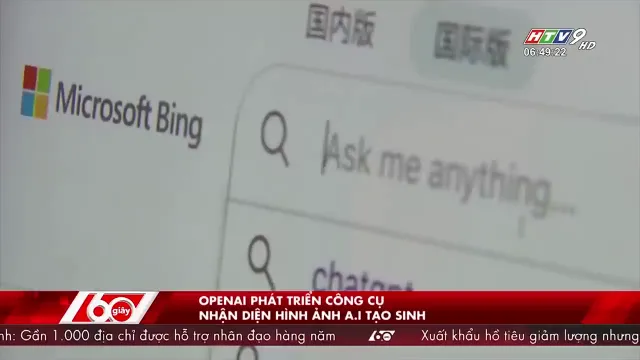 国内版
国际版
HTV9 HD
06:49:22
Microsoft Bing
Ask me anything...
chatgpt
60 giây
OPENAI PHÁT TRIỂN CÔNG CỤ
NHẬN DIỆN HÌNH ẢNH A.I TẠO SINH
nh: Gần 1.000 địa chỉ được hỗ trợ nhân đạo hàng năm 60giây Xuất khẩu hồ tiêu giảm lượng nhưng